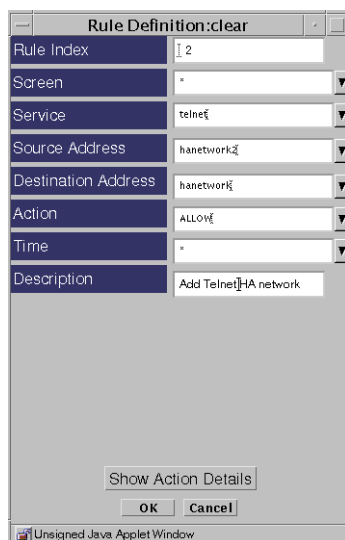 Rule Definition:clear
Rule Index 2
Screen *
Service telnet
Source Address hanetwork2
Destination Address hanetwork
Action ALLOW
Time *
Description Add Telnet HA network
Show Action Details
OK Cancel
Unsigned Java Applet Window